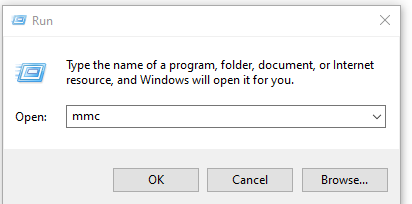 Run
Type the name of a program, folder, document, or Internet
resource, and Windows will open it for you.
Open: mmc
OK Cancel Browse...